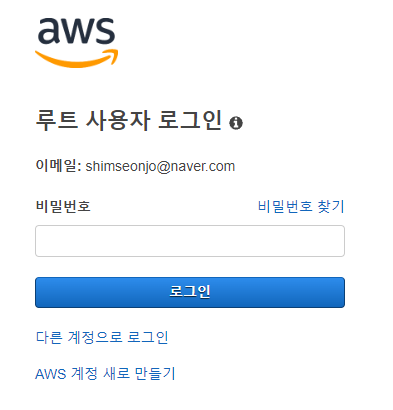 aws
루트 사용자 로그인
이메일: shimseonjo@naver.com
비밀번호 비밀번호 찾기
로그인
다른 계정으로 로그인
AWS 계정 새로 만들기